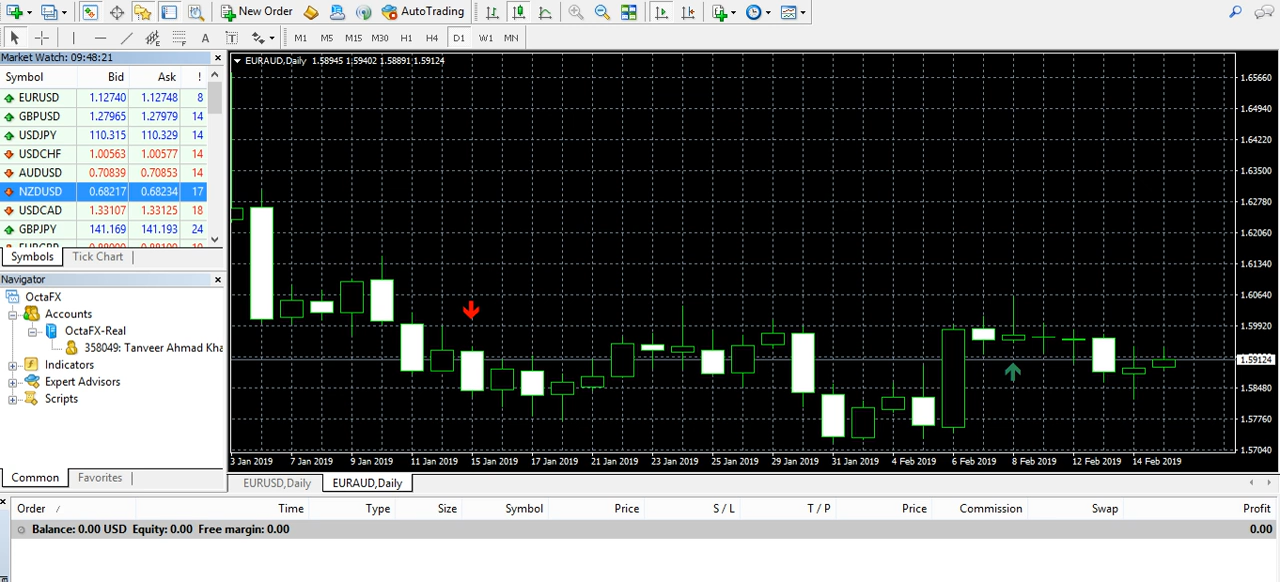 New Order AutoTrading
A T M1 M5 M15 M30 H1 H4 D1 W1 MN
Market Watch: 09:48:21
Symbol Bid Ask !
EURUSD 1.12740 1.12748 8
GBPUSD 1.27965 1.27979 14
USDJPY 110.315 110.329 14
USDCHF 1.00563 1.00577 14
AUDUSD 0.70839 0.70853 14
NZDUSD 0.68217 0.68234 17
USDCAD 1.33107 1.33125 18
GBPJPY 141.169 141.193 24
Symbols Tick Chart
Navigator
OctaFX
Accounts
OctaFX-Real
358049: Tanveer Ahmad Kha
Indicators
Expert Advisors
Scripts
Common Favorites
EURAUD,Daily 1.58945 1.59402 1.58891 1.59124
1.65660
1.64940
1.64220
1.63500
1.62780
1.62060
1.61340
1.60640
1.59920
1.59124
1.58480
1.57760
1.57040
3 Jan 2019 7 Jan 2019 9 Jan 2019 11 Jan 2019 15 Jan 2019 17 Jan 2019 21 Jan 2019 23 Jan 2019 25 Jan 2019 29 Jan 2019 31 Jan 2019 4 Feb 2019 6 Feb 2019 8 Feb 2019 12 Feb 2019 14 Feb 2019
EURUSD,Daily EURAUD,Daily
Order / Time Type Size Symbol Price S / L T / P Price Commission Swap Profit
Balance: 0.00 USD Equity: 0.00 Free margin: 0.00 0.00